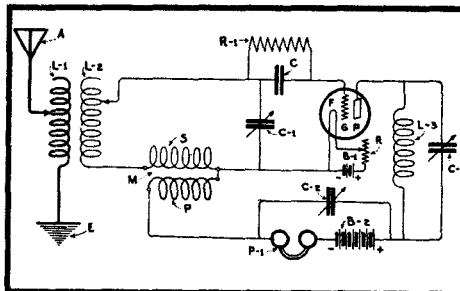 A
R-1
C
L-1
L-2
F
G
P
L-3
C-1
R
B-1
- +
S
M
P
C-2
C-
E
P-1
B-2
- +